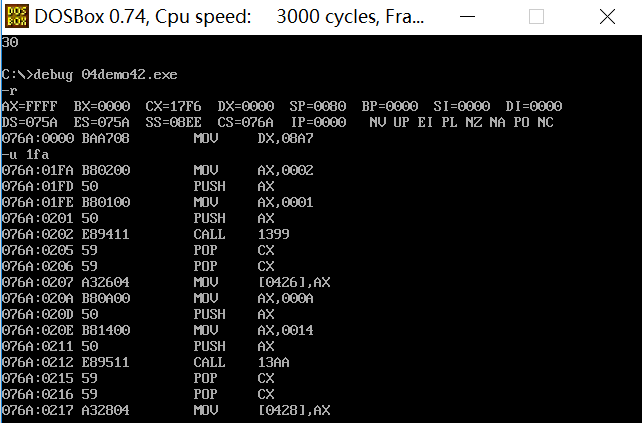 DOS BOX DOSBox 0.74, Cpu speed: 3000 cycles, Fra...
30
C:\>debug 04demo42.exe
-r
AX=FFFF BX=0000 CX=17F6 DX=0000 SP=0080 BP=0000 SI=0000 DI=0000
DS=075A ES=075A SS=08EE CS=076A IP=0000 NV UP EI PL NZ NA PO NC
076A:0000 BAA708 MOV DX,08A7
-u 1fa
076A:01FA B80200 MOV AX,0002
076A:01FD 50 PUSH AX
076A:01FE B80100 MOV AX,0001
076A:0201 50 PUSH AX
076A:0202 E89411 CALL 1399
076A:0205 59 POP CX
076A:0206 59 POP CX
076A:0207 A32604 MOV [0426],AX
076A:020A B80A00 MOV AX,000A
076A:020D 50 PUSH AX
076A:020E B81400 MOV AX,0014
076A:0211 50 PUSH AX
076A:0212 E89511 CALL 13AA
076A:0215 59 POP CX
076A:0216 59 POP CX
076A:0217 A32804 MOV [0428],AX